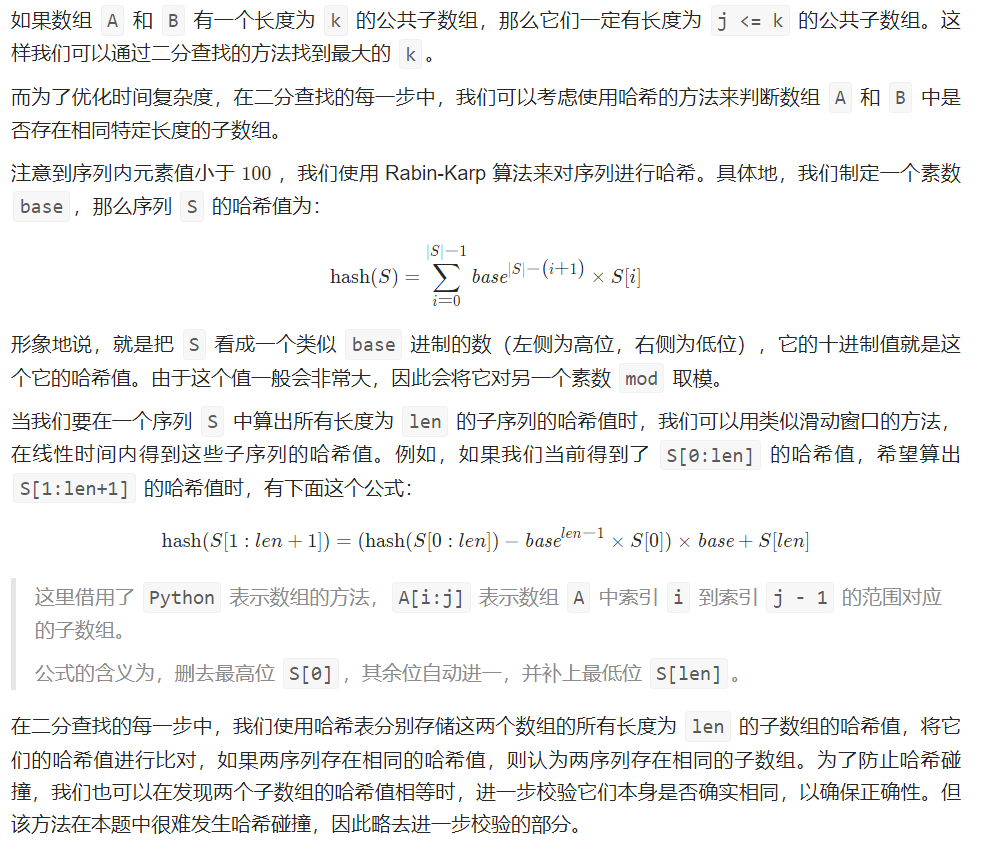 如果数组 A 和 B 有一个长度为 k 的公共子数组，那么它们一定有长度为 j <= k 的公共子数组。这
样我们可以通过二分查找的方法找到最大的 k 。
而为了优化时间复杂度，在二分查找的每一步中，我们可以考虑使用哈希的方法来判断数组 A 和 B 中是
否存在相同特定长度的子数组。
注意到序列内元素值小于 100 ，我们使用 Rabin-Karp 算法来对序列进行哈希。具体地，我们制定一个素数
base ，那么序列 S 的哈希值为：
hash(S) = ∑_{i=0}^{|S|−1} base^{|S|−(i+1)} × S[i]
形象地说，就是把 S 看成一个类似 base 进制的数（左侧为高位，右侧为低位），它的十进制值就是这
个它的哈希值。由于这个值一般会非常大，因此会将它对另一个素数 mod 取模。
当我们要在一个序列 S 中算出所有长度为 len 的子序列的哈希值时，我们可以用类似滑动窗口的方法，
在线性时间内得到这些子序列的哈希值。例如，如果我们当前得到了 S[0:len] 的哈希值，希望算出
S[1:len+1] 的哈希值时，有下面这个公式：
hash(S[1 : len + 1]) = (hash(S[0 : len]) − base^{len−1} × S[0]) × base + S[len]
这里借用了 Python 表示数组的方法， A[i:j] 表示数组 A 中索引 i 到索引 j - 1 的范围对应
的子数组。
公式的含义为，删去最高位 S[0] ，其余位自动进一，并补上最低位 S[len] 。
在二分查找的每一步中，我们使用哈希表分别存储这两个数组的所有长度为 len 的子数组的哈希值，将它
们的哈希值进行比对，如果两序列存在相同的哈希值，则认为两序列存在相同的子数组。为了防止哈希碰
撞，我们也可以在发现两个子数组的哈希值相等时，进一步校验它们本身是否确实相同，以确保正确性。但
该方法在本题中很难发生哈希碰撞，因此略去进一步校验的部分。